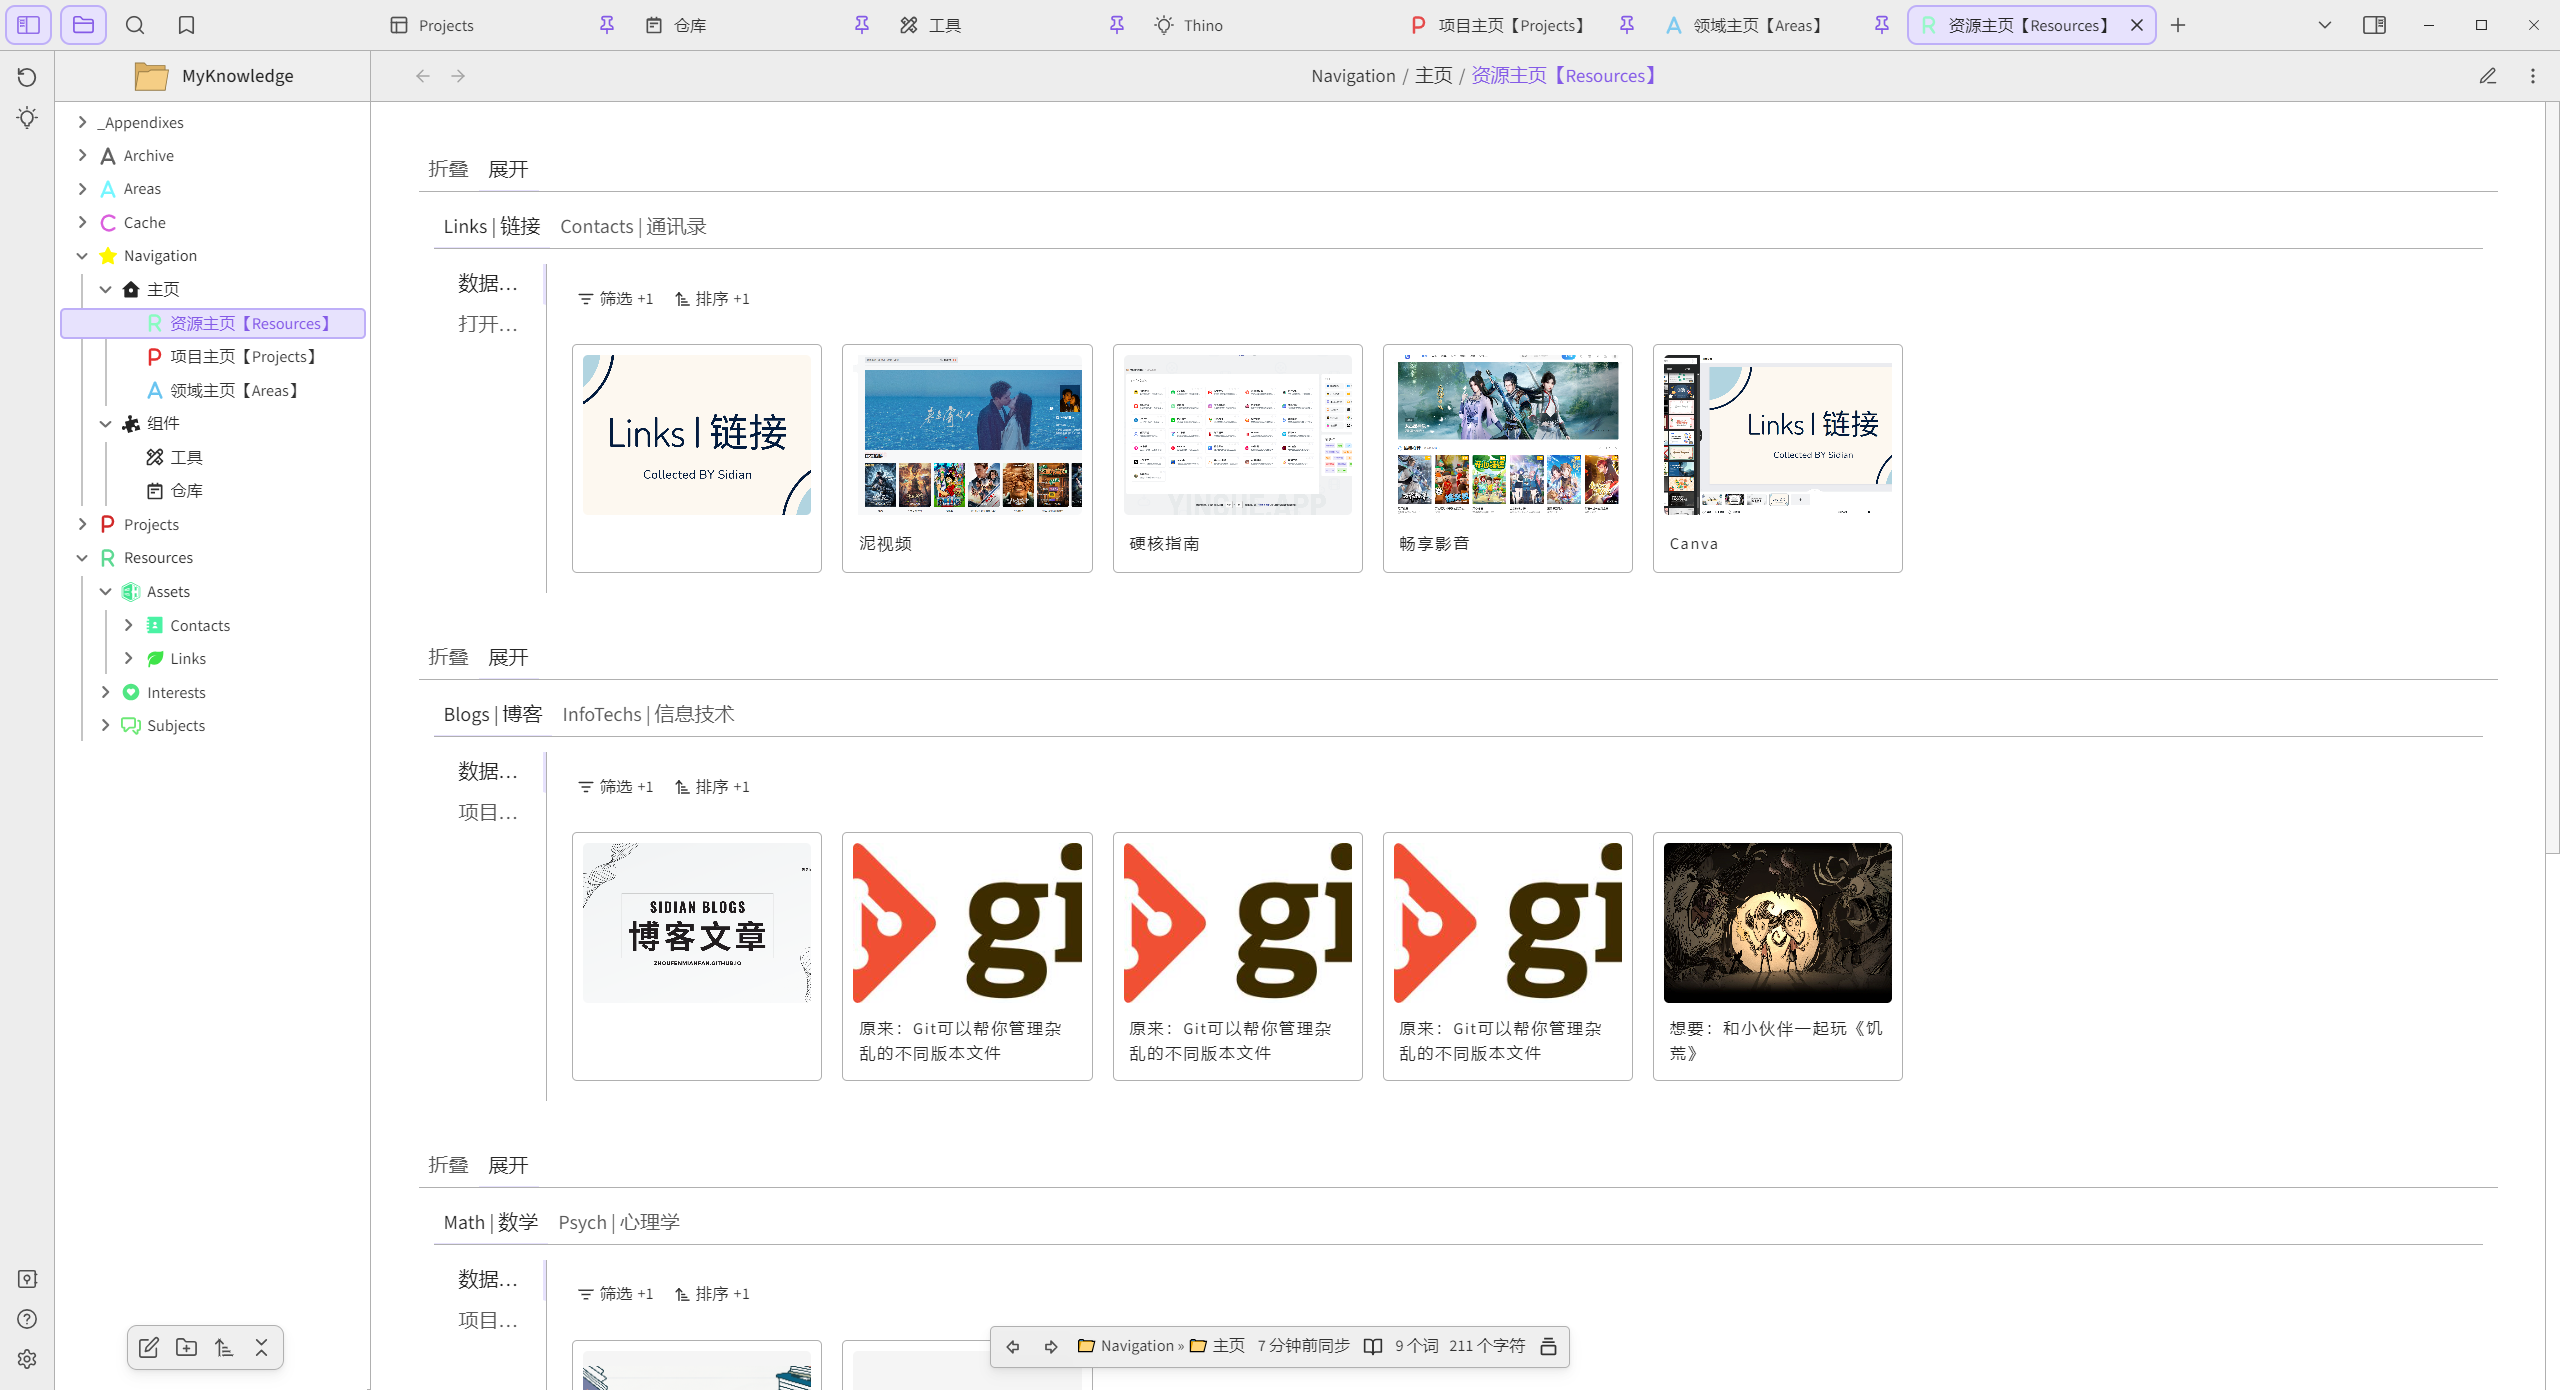 Projects
仓库
工具
Thino
项目主页【Projects】
领域主页【Areas】
资源主页【Resources】
MyKnowledge
Navigation / 主页 / 资源主页【Resources】
_Appendixes
Archive
Areas
Cache
Navigation
主页
资源主页【Resources】
项目主页【Projects】
领域主页【Areas】
组件
工具
仓库
Projects
Resources
Assets
Contacts
Links
Interests
Subjects
折叠 展开
Links | 链接 Contacts | 通讯录
数据...
打开...
筛选 +1 排序 +1
Links | 链接
Collected BY Sidian
泥视频
硬核指南
畅享影音
Links | 链接
Collected BY Sidian
Canva
折叠 展开
Blogs | 博客 InfoTechs | 信息技术
数据...
项目...
筛选 +1 排序 +1
SIDIAN BLOGS
博客文章
ZHOUFENMIANFAN.GITHUB.IO
gi
原来：Git可以帮你管理杂
乱的不同版本文件
gi
原来：Git可以帮你管理杂
乱的不同版本文件
gi
原来：Git可以帮你管理杂
乱的不同版本文件
想要：和小伙伴一起玩《饥
荒》
折叠 展开
Math | 数学 Psych | 心理学
数据...
项目...
筛选 +1 排序 +1
Navigation » 主页 7 分钟前同步 9 个词 211 个字符